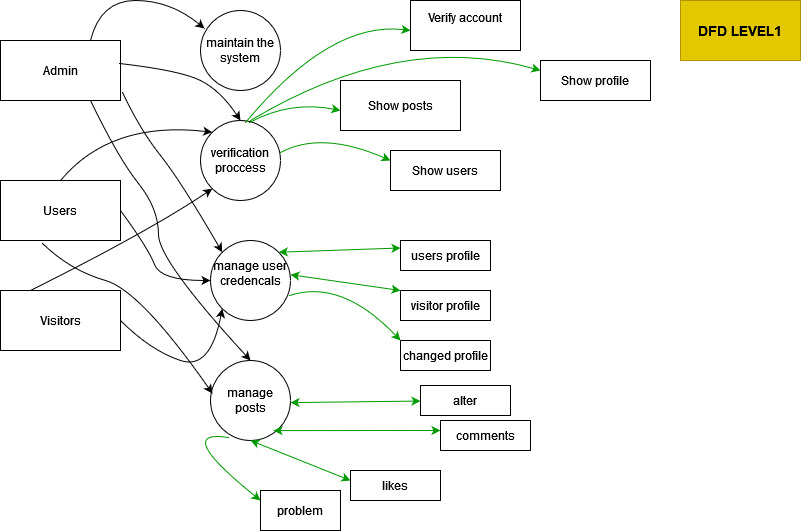 Verify account
DFD LEVEL1
maintain the
system
Admin
Show profile
Show posts
verification
proccess
Show users
Users
users profile
manage user
credencals
visitor profile
Visitors
changed profile
manage
posts
alter
comments
likes
problem